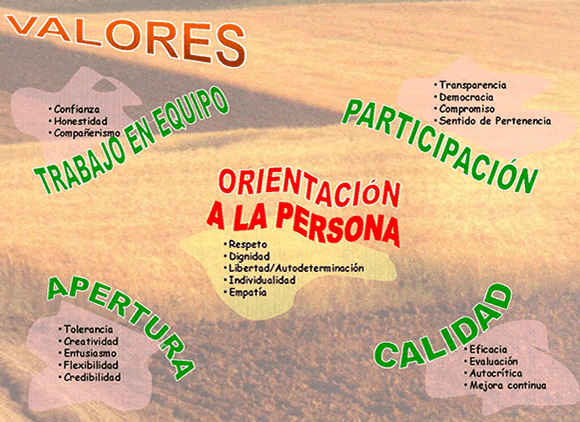 VALORES
• Confianza
• Honestidad
• Compañerismo
TRABAJO EN EQUIPO
• Transparencia
• Democracia
• Compromiso
• Sentido de Pertenencia
PARTICIPACIÓN
ORIENTACIÓN
A LA PERSONA
• Respeto
• Dignidad
• Libertad/Autodeterminación
• Individualidad
• Empatía
APERTURA
• Tolerancia
• Creatividad
• Entusiasmo
• Flexibilidad
• Credibilidad
CALIDAD
• Eficacia
• Evaluación
• Autocrítica
• Mejora continua